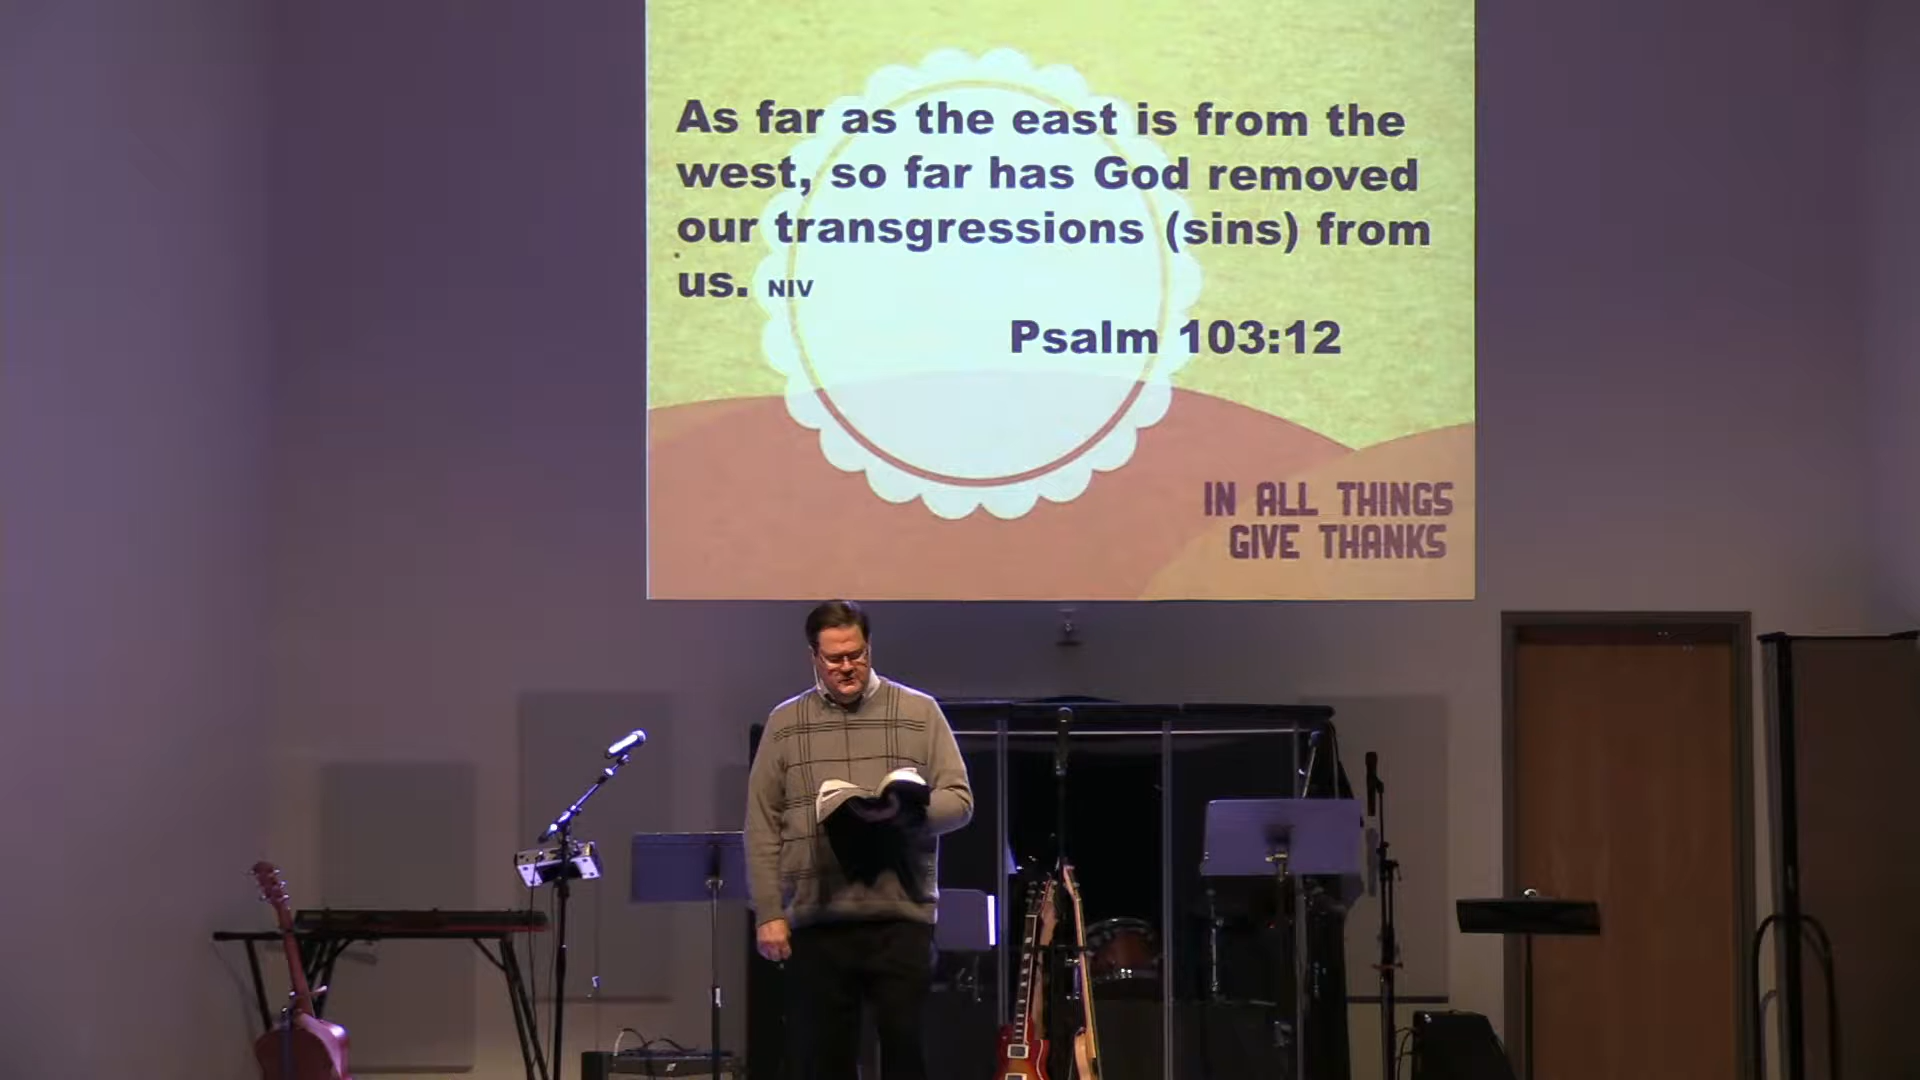 As far as the east is from the
west, so far has God removed
our transgressions (sins) from
us. NIV
Psalm 103:12
IN ALL THINGS
GIVE THANKS